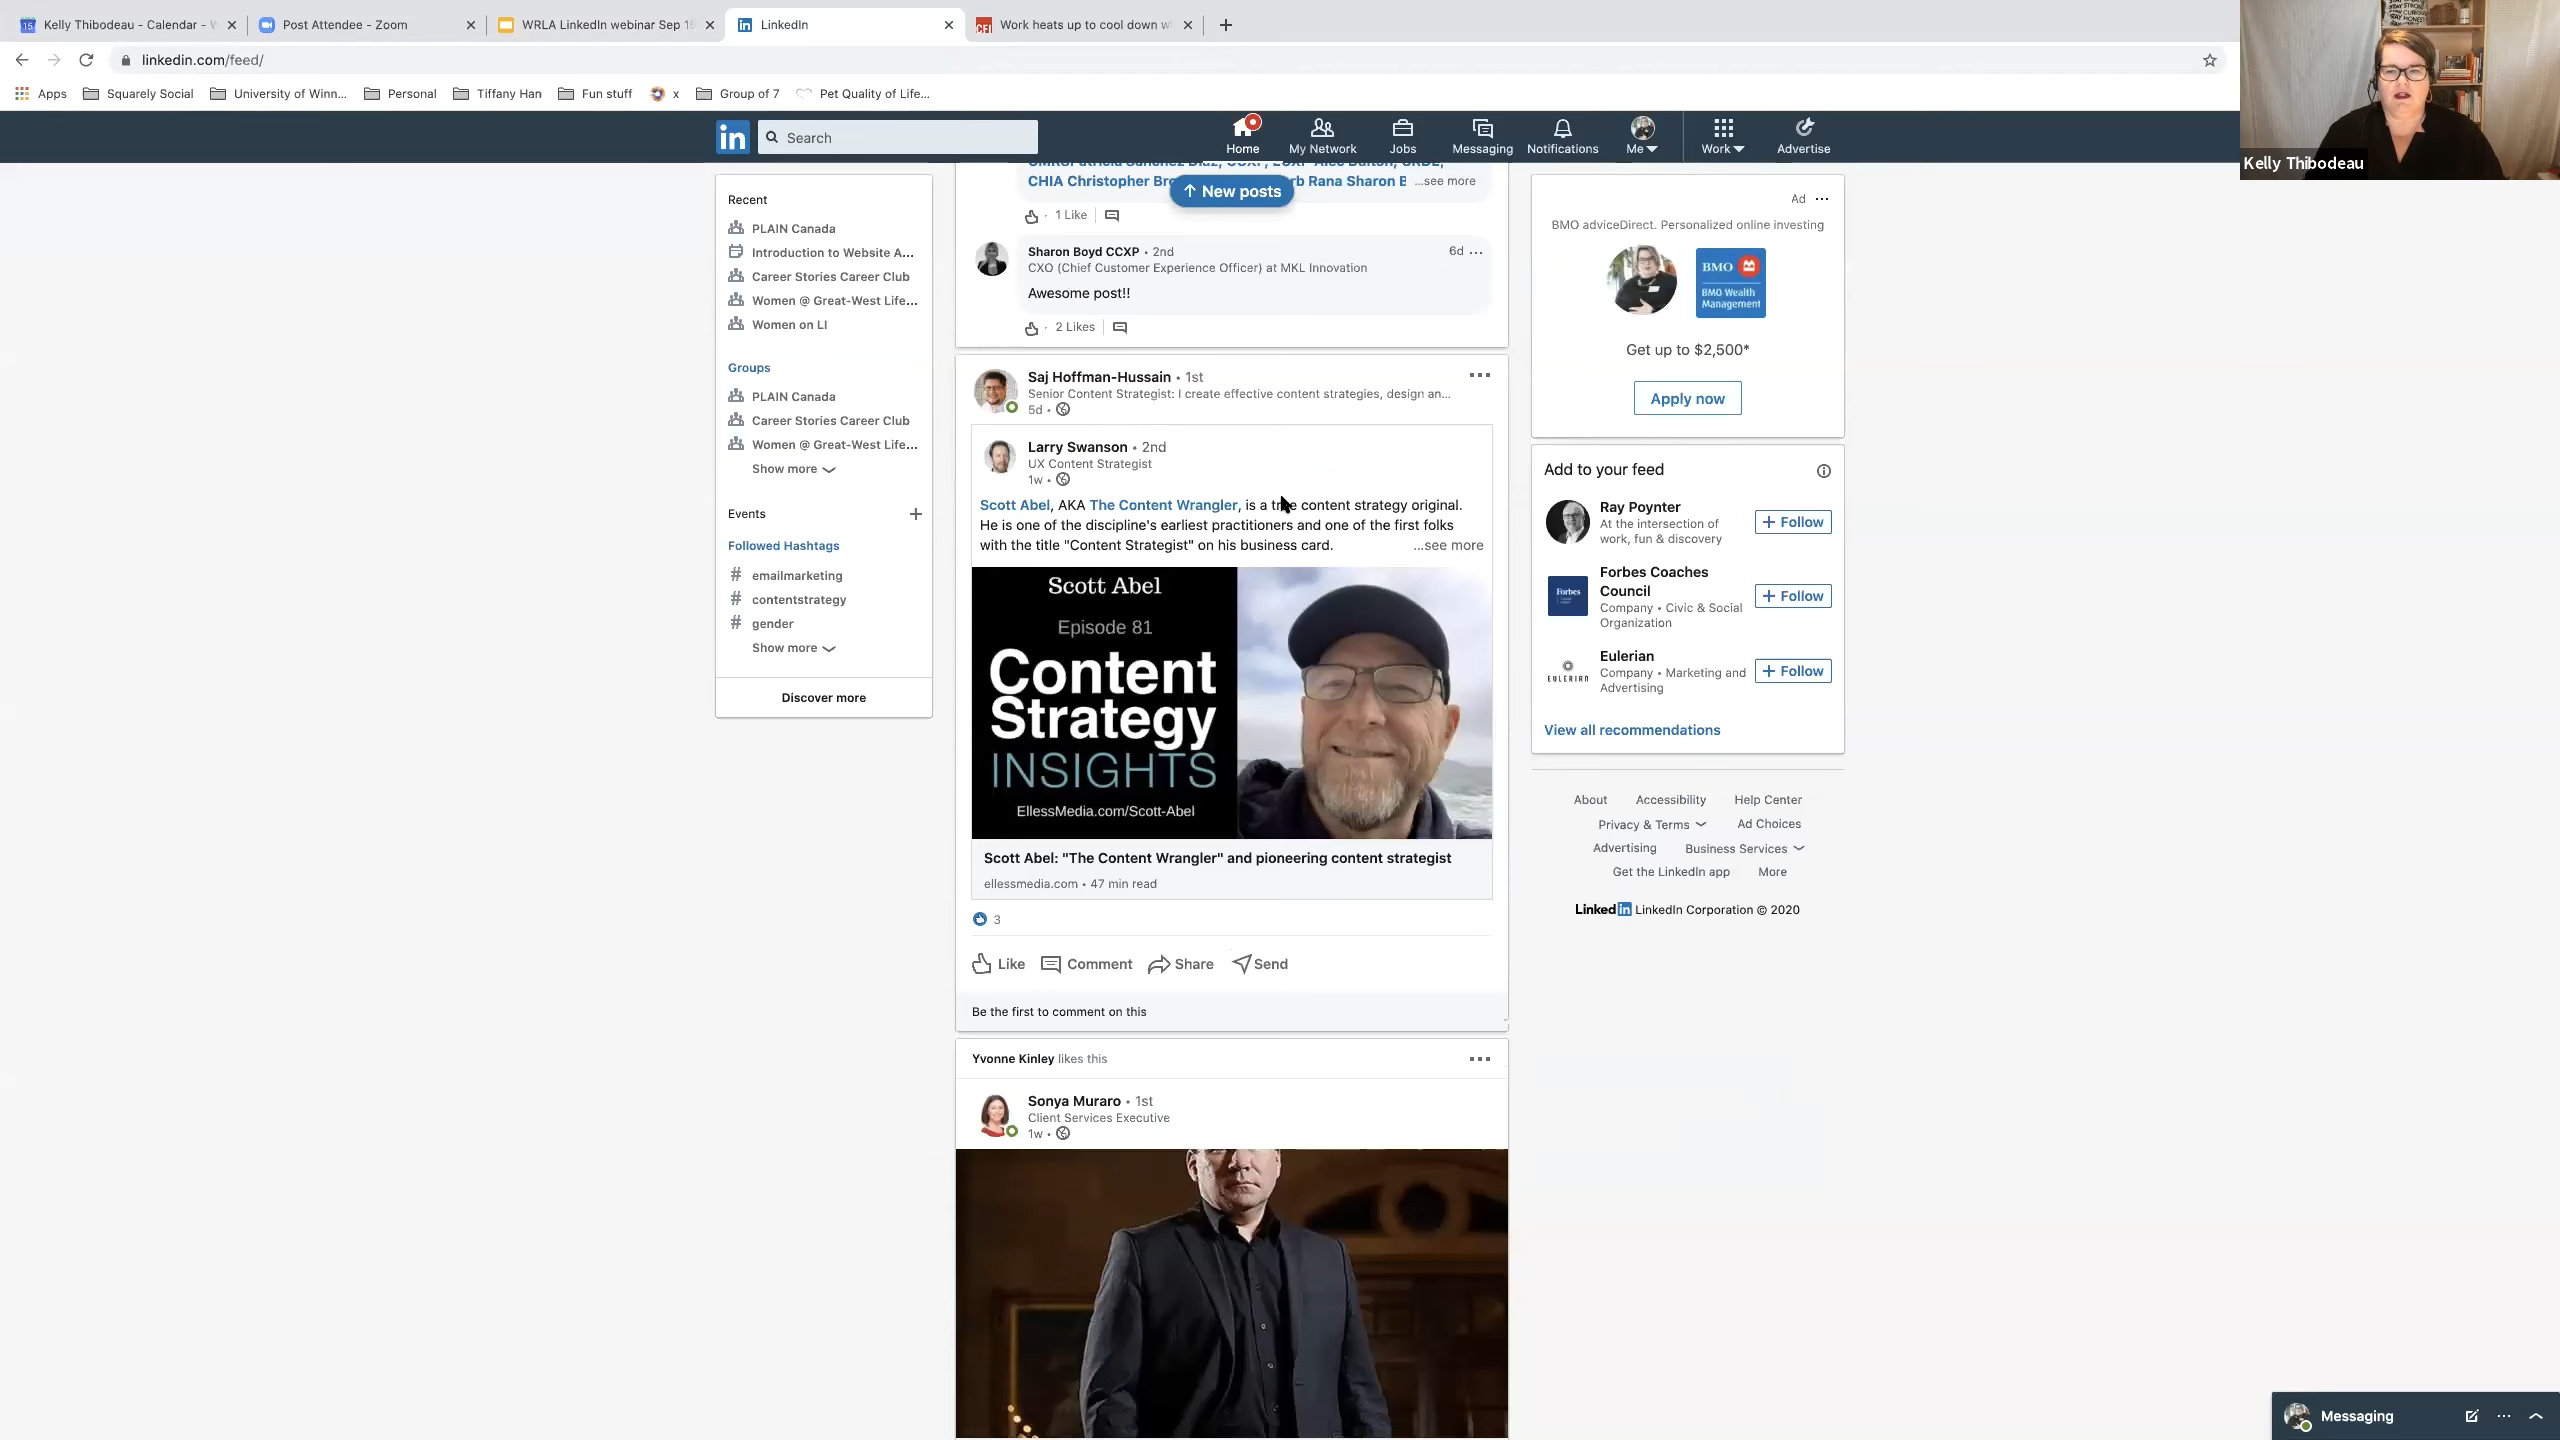 Kelly Thibodeau - Calendar -
Post Attendee - Zoom
WRLA LinkedIn webinar Sep 15
LinkedIn
Work heats up to cool down w
linkedin.com/feed/
Apps
Squarely Social
University of Winn...
Personal
Tiffany Han
Fun stuff
x
Group of 7
Pet Quality of Life...
in
Search
Home
My Network
Jobs
Messaging
Notifications
Me
Work
Advertise
Kelly Thibodeau
Recent
PLAIN Canada
Introduction to Website A...
Career Stories Career Club
Women @ Great-West Life...
Women on LI
Groups
PLAIN Canada
Career Stories Career Club
Women @ Great-West Life...
Show more
Events
Followed Hashtags
# emailmarketing
# contentstrategy
# gender
Show more
Discover more
CHIA Christopher Bro rb Rana Sharon B ...see more
New posts
1 Like
Sharon Boyd CCXP • 2nd
6d
CXO (Chief Customer Experience Officer) at MKL Innovation
Awesome post!!
2 Likes
Saj Hoffman-Hussain • 1st
Senior Content Strategist: I create effective content strategies, design an...
5d •
Larry Swanson • 2nd
UX Content Strategist
1w •
Scott Abel, AKA The Content Wrangler, is a true content strategy original.
He is one of the discipline's earliest practitioners and one of the first folks
with the title "Content Strategist" on his business card. ...see more
Scott Abel
Episode 81
Content
Strategy
INSIGHTS
EllessMedia.com/Scott-Abel
Scott Abel: "The Content Wrangler" and pioneering content strategist
ellessmedia.com • 47 min read
3
Like
Comment
Share
Send
Be the first to comment on this
Yvonne Kinley likes this
Sonya Muraro • 1st
Client Services Executive
1w •
Ad
BMO adviceDirect. Personalized online investing
BMO
BMO Wealth
Management
Get up to $2,500*
Apply now
Add to your feed
Ray Poynter
At the intersection of
work, fun & discovery
+ Follow
Forbes
Forbes Coaches
Council
Company • Civic & Social
Organization
+ Follow
EULERIAN
Eulerian
Company • Marketing and
Advertising
+ Follow
View all recommendations
About
Accessibility
Help Center
Privacy & Terms
Ad Choices
Advertising
Business Services
Get the LinkedIn app
More
LinkedIn LinkedIn Corporation © 2020
Messaging